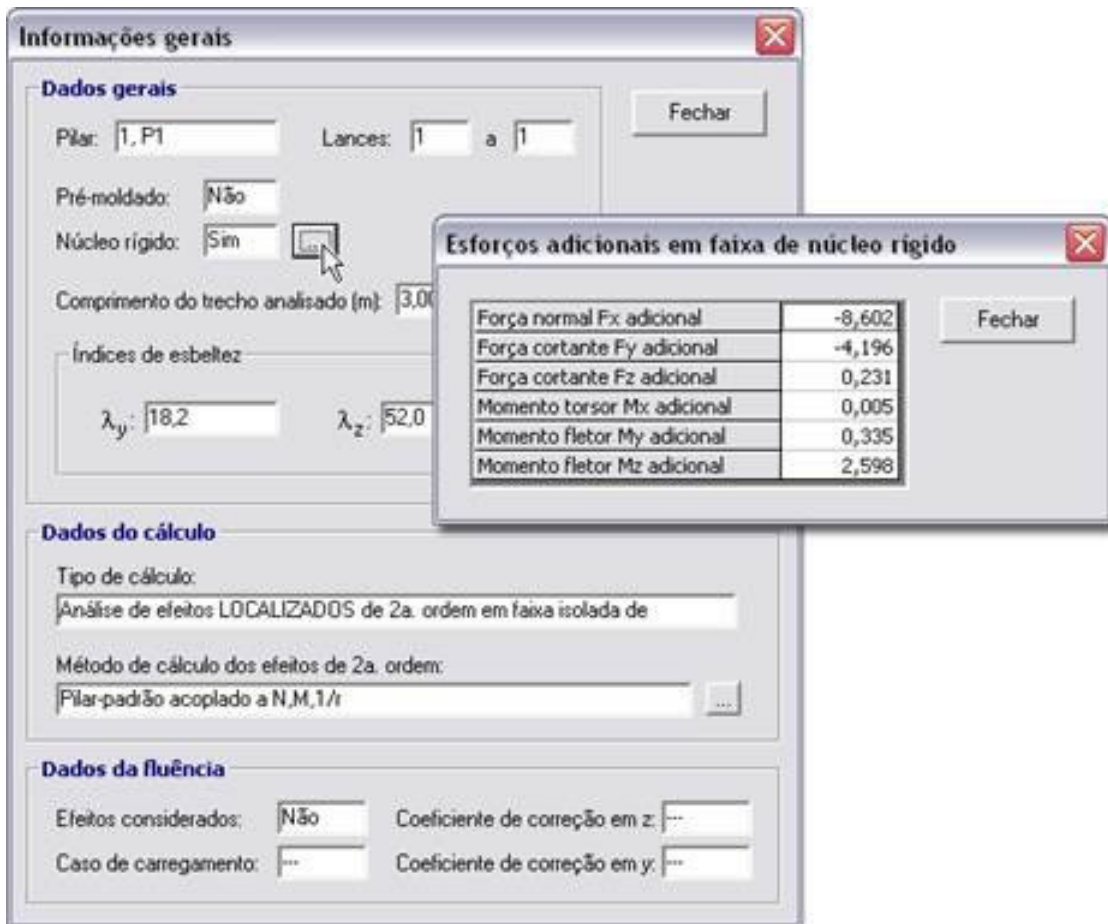 Informações gerais
Dados gerais
Fechar
Pilar: 1, P1 Lances: 1 a 1
Pré-moldado: Não
Núcleo rígido: Sim ...
Comprimento do trecho analisado (m): 3,00
Índices de esbeltez
λy: 18,2 λz: 52,0
Esforços adicionais em faixa de núcleo rígido
Força normal Fx adicional -8,602
Força cortante Fy adicional -4,196
Força cortante Fz adicional 0,231
Momento torsor Mx adicional 0,005
Momento fletor My adicional 0,335
Momento fletor Mz adicional 2,598
Fechar
Dados do cálculo
Tipo de cálculo:
Análise de efeitos LOCALIZADOS de 2a. ordem em faixa isolada de
Método de cálculo dos efeitos de 2a. ordem:
Pilar-padrão acoplado a N,M,1/r ...
Dados da fluência
Efeitos considerados: Não Coeficiente de correção em z: ---
Caso de carregamento: --- Coeficiente de correção em y: ---